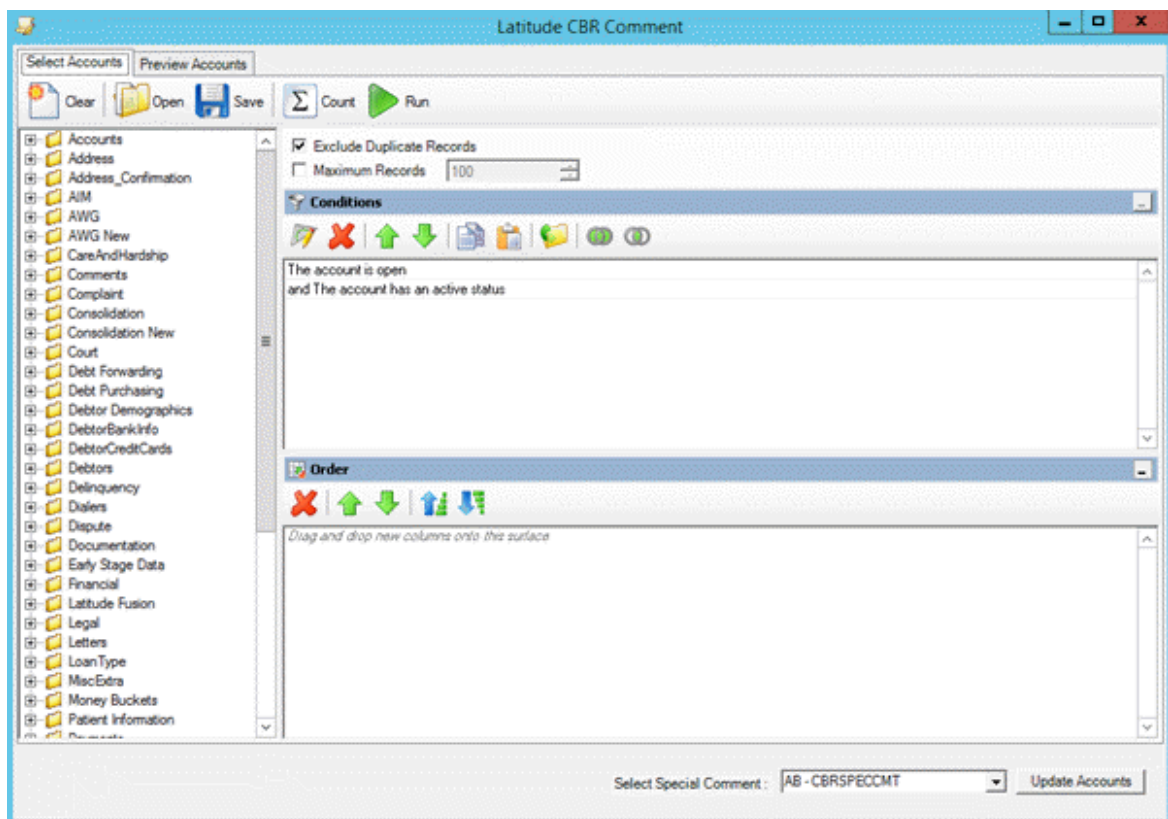 Latitude CBR Comment
Select Accounts Preview Accounts
Clear Open Save Σ Count Run
Accounts
Address
Address_Confirmation
AIM
AWG
AWG New
CareAndHardship
Comments
Complaint
Consolidation
Consolidation New
Court
Debt Forwarding
Debt Purchasing
Debtor Demographics
DebtorBankInfo
DebtorCreditCards
Debtors
Delinquency
Dialers
Dispute
Documentation
Early Stage Data
Financial
Latitude Fusion
Legal
Letters
LoanType
MiscExtra
Money Buckets
Patient Information
Exclude Duplicate Records
Maximum Records 100
Conditions
The account is open
and The account has an active status
Order
Drag and drop new columns onto this surface
Select Special Comment : AB - CBRSPECCMT Update Accounts